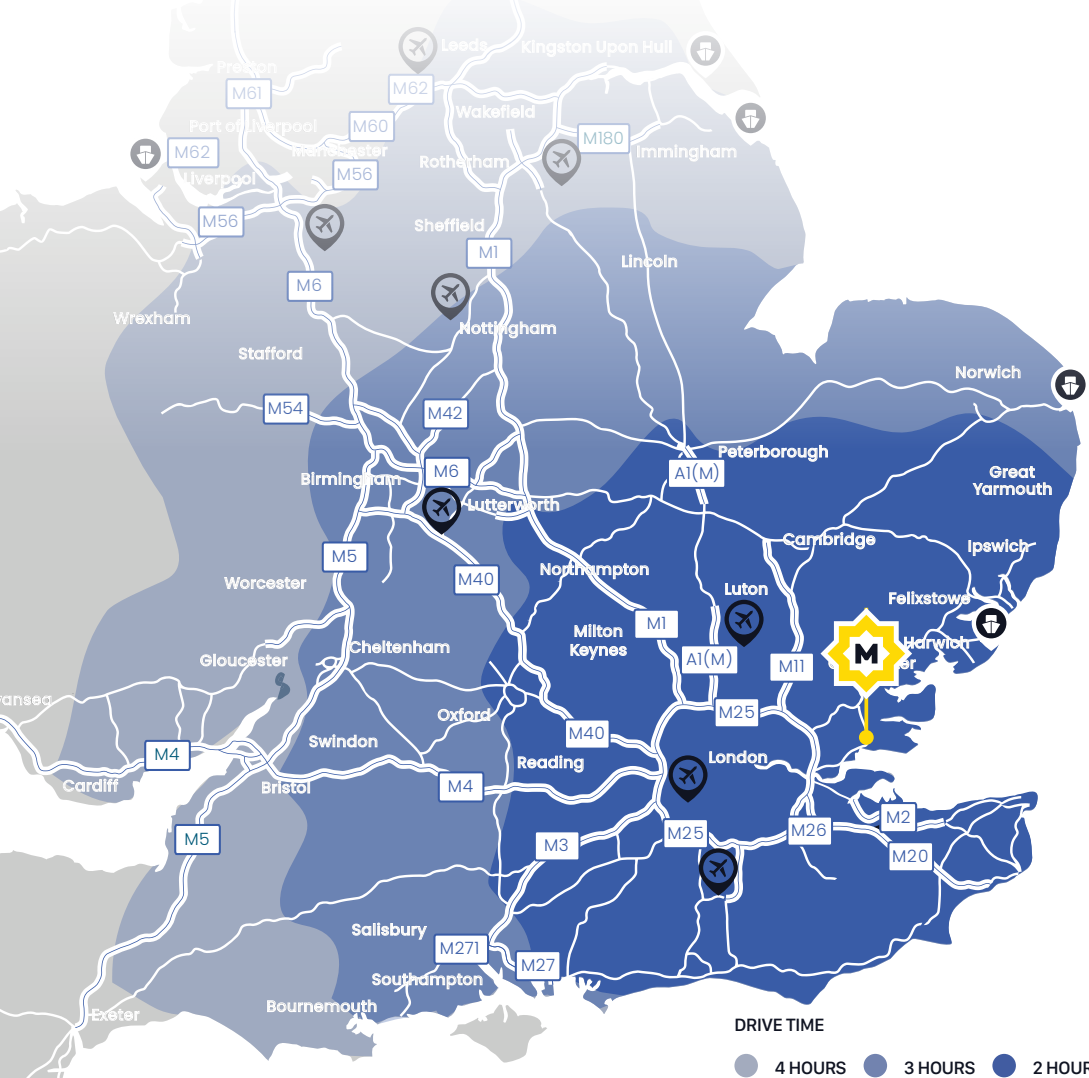 Leeds
Kingston Upon Hull
Preston
M61
M62
Wakefield
Port of Liverpool
M60
M180
Manchester
M62
Immingham
Rotherham
M56
Liverpool
M56
Sheffield
M1
Lincoln
M6
Wrexham
Nottingham
Stafford
Norwich
M54
M42
Peterborough
M6
A1(M)
Birmingham
Great
Yarmouth
Lutterworth
Cambridge
Ipswich
M5
Northampton
M40
Worcester
Luton
Felixstowe
M1
Milton
Keynes
Harwich
Cheltenham
M
Gloucester
A1(M)
M11
er
ansea
Oxford
M25
M40
Swindon
M4
London
Reading
Cardiff
Bristol
M4
M2
M25
M26
M5
M3
M20
Salisbury
M271
M27
Southampton
Bournemouth
Exeter
DRIVE TIME
4 HOURS
3 HOURS
2 HOUR